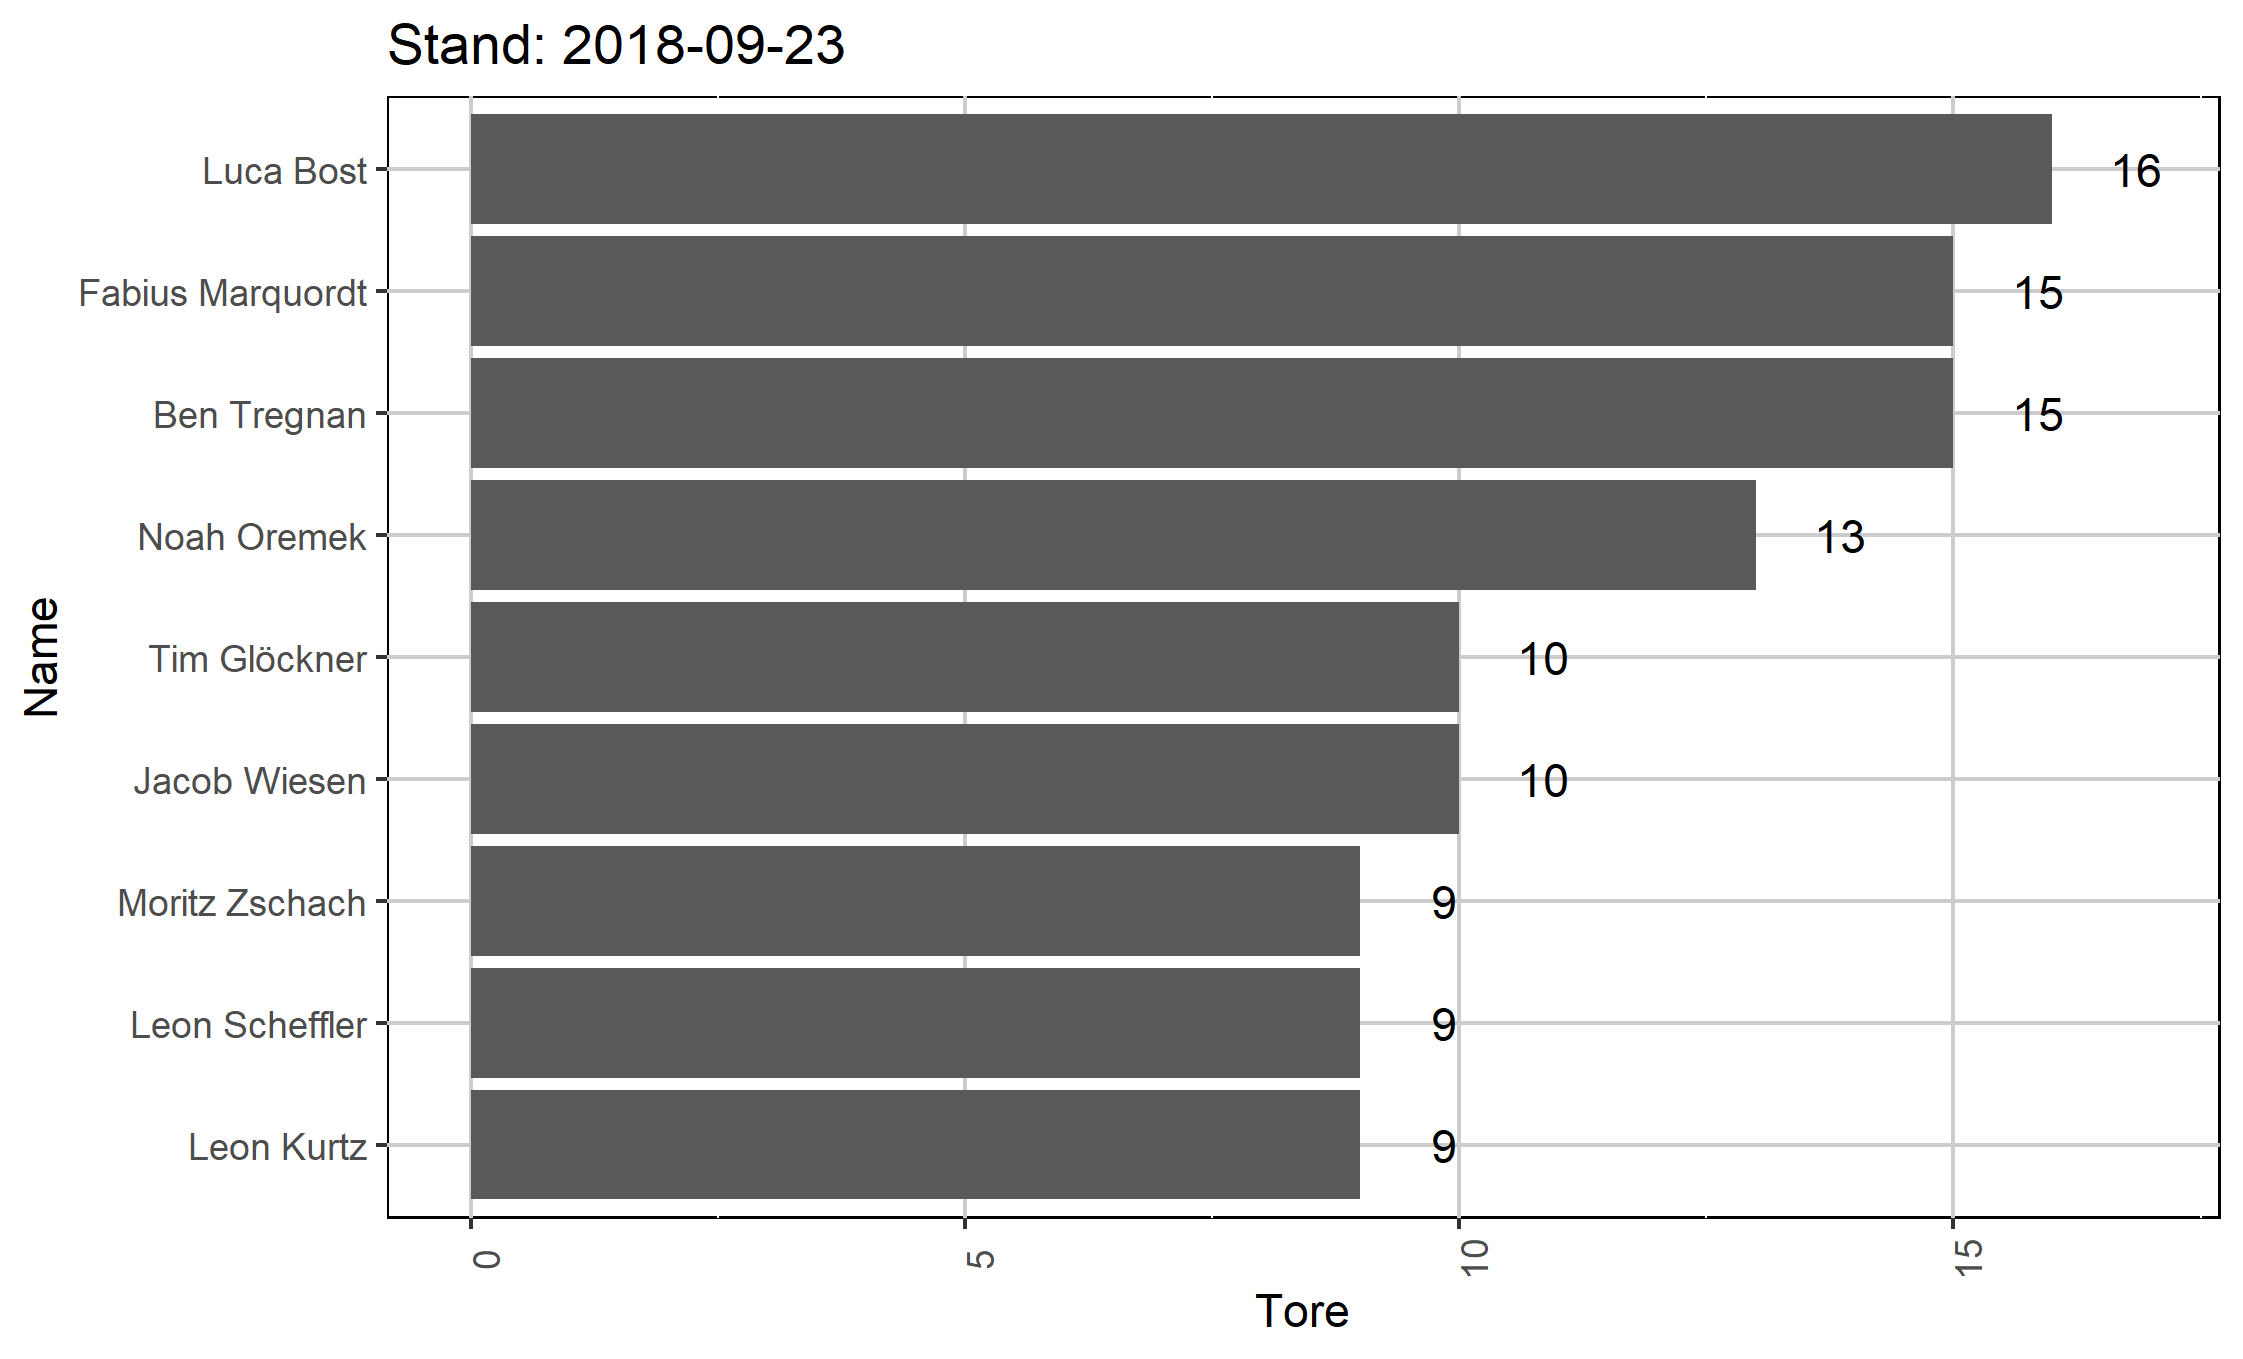 Stand: 2018-09-23
Luca Bost 16
Fabius Marquordt 15
Ben Tregnan 15
Noah Oremek 13
Tim Glöckner 10
Jacob Wiesen 10
Moritz Zschach 9
Leon Scheffler 9
Leon Kurtz 9
Name
0 5 10 15
Tore